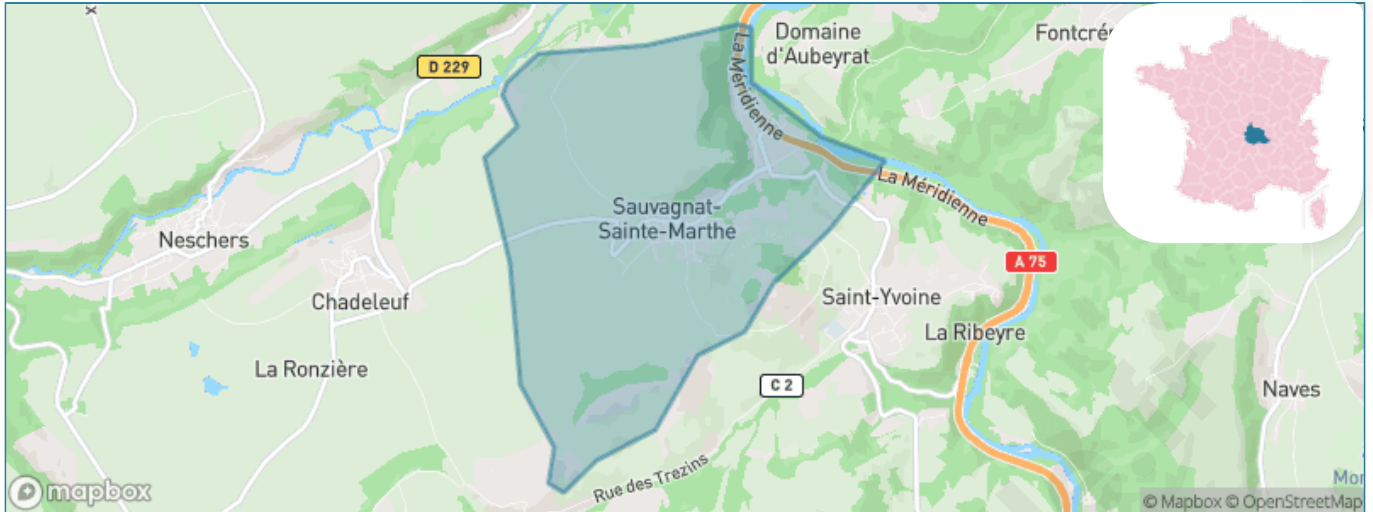 Domaine
d'Aubeyrat
Fontcré
D 229
La Méridienne
La Méridienne
Sauvagnat-
Sainte-Marthe
Neschers
A 75
Chadeleuf
Saint-Yvoine
La Ribeyre
La Ronzière
C 2
Naves
Rue des Trezins
Mor
mapbox
© Mapbox © OpenStreetMap